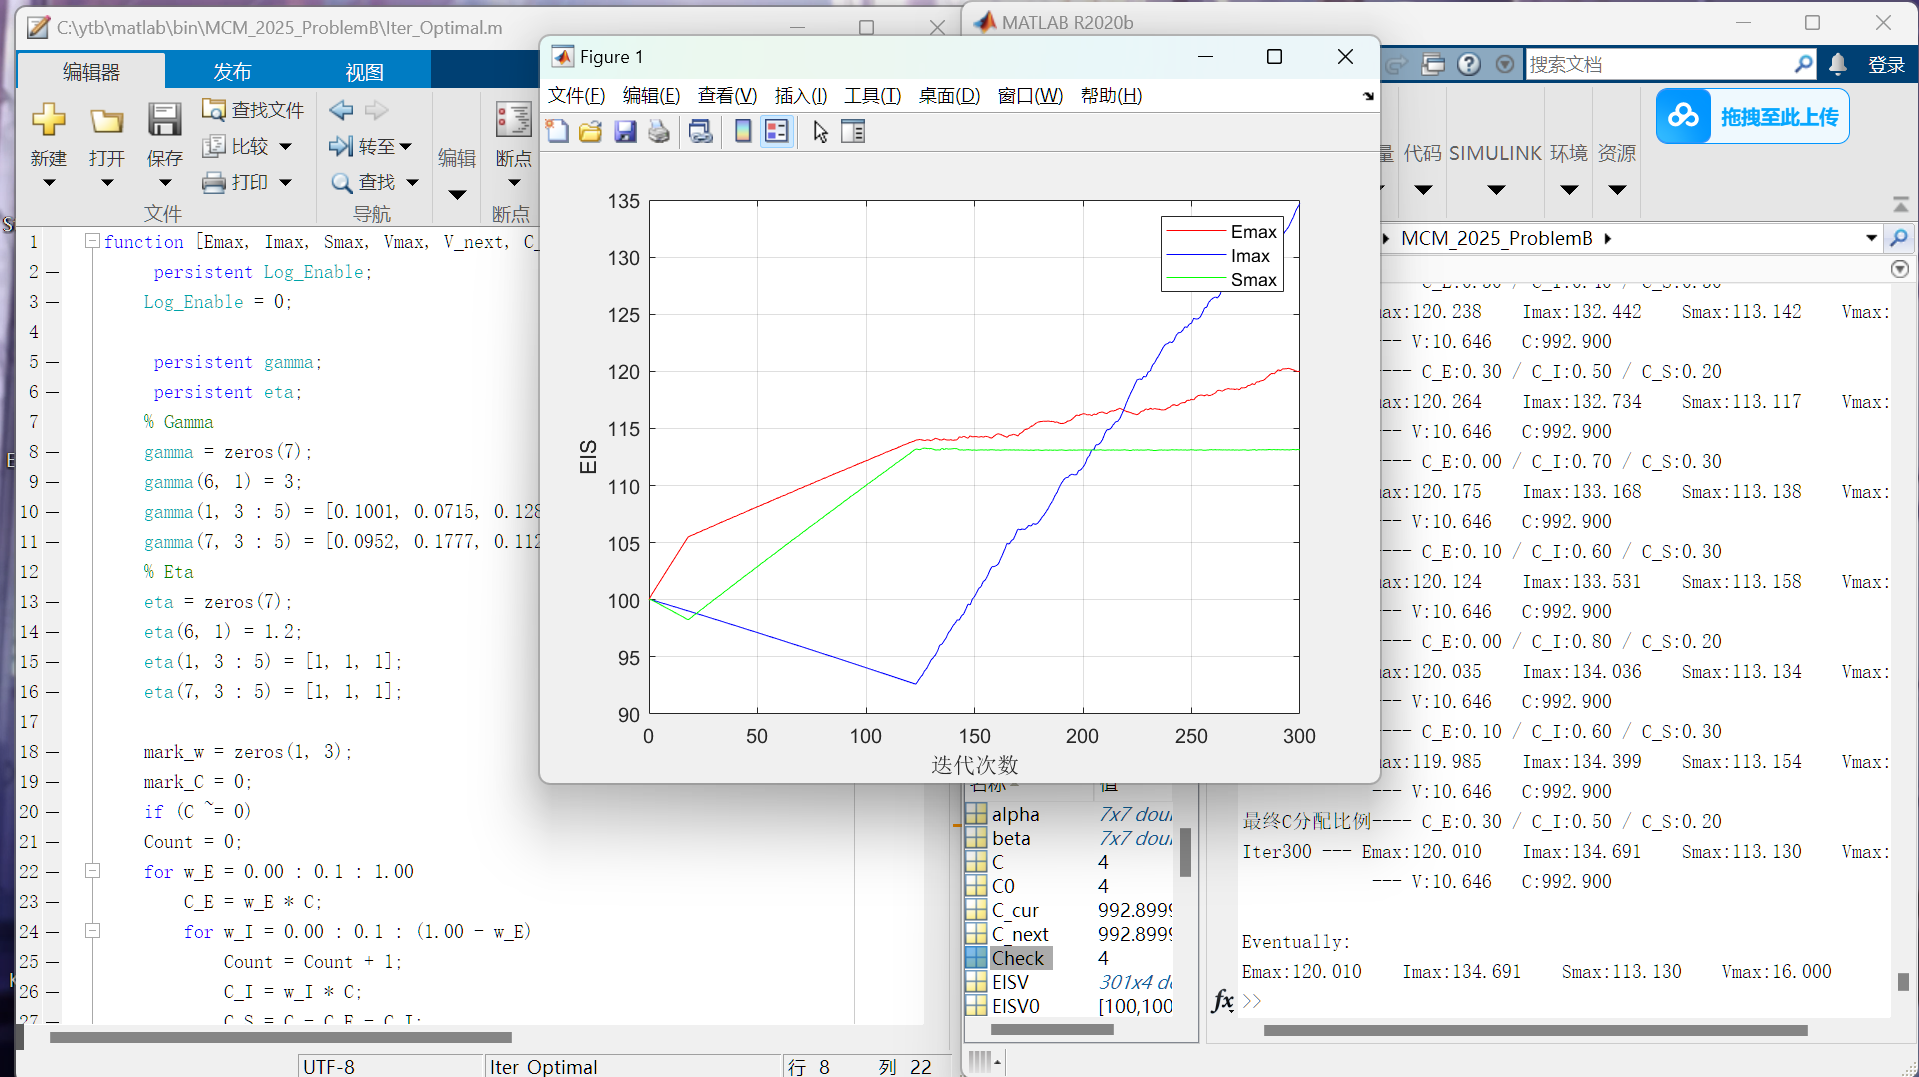 C:\ytb\matlab\bin\MCM_2025_ProblemB\Iter_Optimal.m
编辑器 发布 视图
新建 打开 保存
查找文件
比较
打印
转至
查找
编辑 断点
文件 导航 断点
1 function [Emax, Imax, Smax, Vmax, V_next, C_
2 persistent Log_Enable;
3 Log_Enable = 0;
4
5 persistent gamma;
6 persistent eta;
7 % Gamma
8 gamma = zeros(7);
9 gamma(6, 1) = 3;
10 gamma(1, 3 : 5) = [0.1001, 0.0715, 0.128
11 gamma(7, 3 : 5) = [0.0952, 0.1777, 0.112
12 % Eta
13 eta = zeros(7);
14 eta(6, 1) = 1.2;
15 eta(1, 3 : 5) = [1, 1, 1];
16 eta(7, 3 : 5) = [1, 1, 1];
17
18 mark_w = zeros(1, 3);
19 mark_C = 0;
20 if (C ~= 0)
21 Count = 0;
22 for w_E = 0.00 : 0.1 : 1.00
23 C_E = w_E * C;
24 for w_I = 0.00 : 0.1 : (1.00 - w_E)
25 Count = Count + 1;
26 C_I = w_I * C;
27 C_S = C - C_E - C_I;
UTF-8 Iter_Optimal 行 8 列 22
Figure 1
文件(F) 编辑(E) 查看(V) 插入(I) 工具(T) 桌面(D) 窗口(W) 帮助(H)
135
130
125
120
115
110
105
100
95
90
EIS
0 50 100 150 200 250 300
迭代次数
Emax
Imax
Smax
MATLAB R2020b
搜索文档
登录
拖拽至此上传
量 代码 SIMULINK 环境 资源
MCM_2025_ProblemB
C_E:0.30 / C_I:0.40 / C_S:0.30
ax:120.238 Imax:132.442 Smax:113.142 Vmax:
--- V:10.646 C:992.900
---- C_E:0.30 / C_I:0.50 / C_S:0.20
ax:120.264 Imax:132.734 Smax:113.117 Vmax:
--- V:10.646 C:992.900
---- C_E:0.00 / C_I:0.70 / C_S:0.30
ax:120.175 Imax:133.168 Smax:113.138 Vmax:
--- V:10.646 C:992.900
---- C_E:0.10 / C_I:0.60 / C_S:0.30
ax:120.124 Imax:133.531 Smax:113.158 Vmax:
--- V:10.646 C:992.900
---- C_E:0.00 / C_I:0.80 / C_S:0.20
ax:120.035 Imax:134.036 Smax:113.134 Vmax:
--- V:10.646 C:992.900
---- C_E:0.10 / C_I:0.60 / C_S:0.30
ax:119.985 Imax:134.399 Smax:113.154 Vmax:
--- V:10.646 C:992.900
最终C分配比例---- C_E:0.30 / C_I:0.50 / C_S:0.20
Iter300 --- Emax:120.010 Imax:134.691 Smax:113.130 Vmax:
--- V:10.646 C:992.900
Eventually:
Emax:120.010 Imax:134.691 Smax:113.130 Vmax:16.000
fx >>
名称 值
alpha 7x7 dou
beta 7x7 dou
C 4
C0 4
C_cur 992.8999
C_next 992.8999
Check 4
EISV 301x4 d
EISV0 [100,100